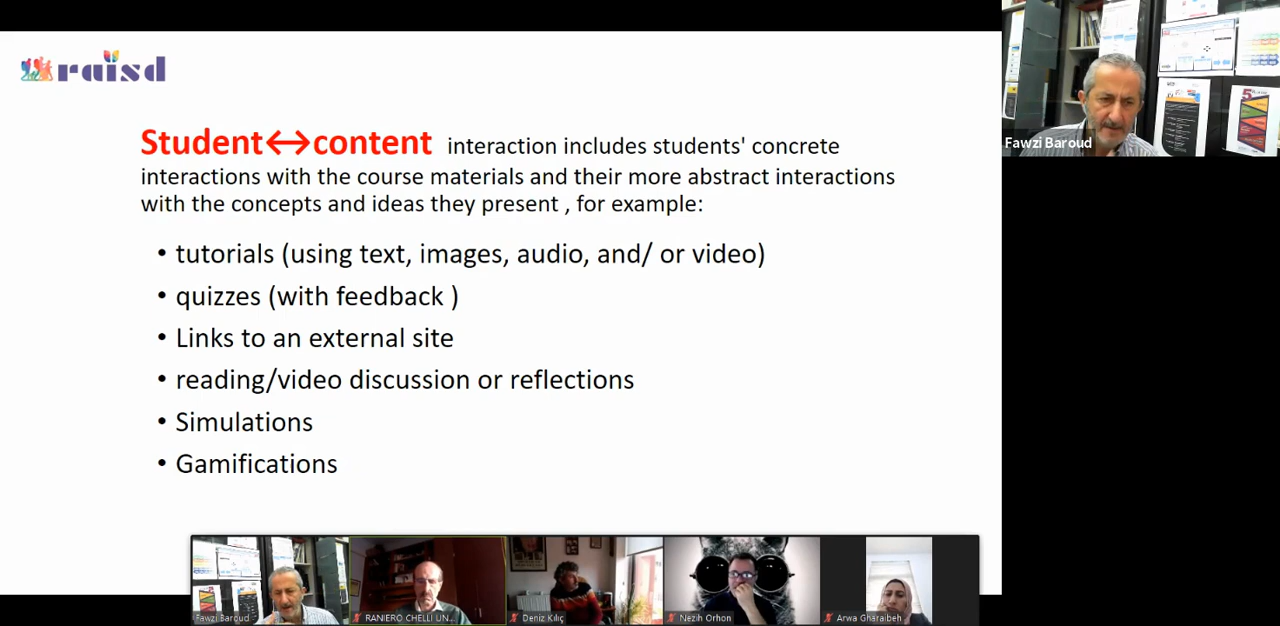 raisd
Student↔content interaction includes students' concrete
interactions with the course materials and their more abstract interactions
with the concepts and ideas they present , for example:
• tutorials (using text, images, audio, and/ or video)
• quizzes (with feedback )
• Links to an external site
• reading/video discussion or reflections
• Simulations
• Gamifications
Fawzi Baroud
Fawzi Baroud
RANIERO CHELLI UN...
Deniz Kılıç
Nezih Orhon
Arwa Gharaibeh